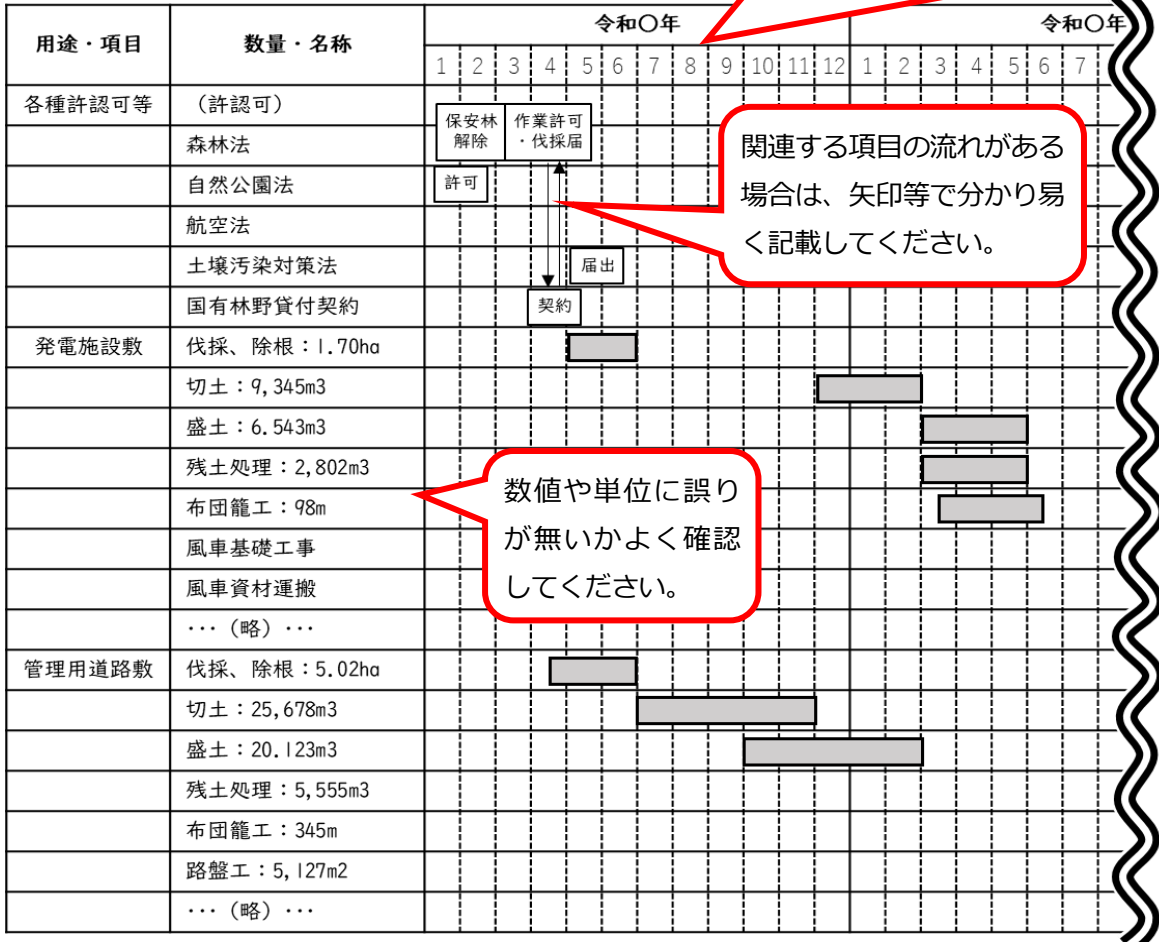 用途・項目 数量・名称 令和〇年 令和〇年
1 2 3 4 5 6 7 8 9 10 11 12 1 2 3 4 5 6 7
各種許認可等 （許認可）
保安林
解除
作業許可
・伐採届
森林法
自然公園法 許可
航空法
土壌汚染対策法 届出
国有林野貸付契約 契約
関連する項目の流れがある
場合は、矢印等で分かり易
く記載してください。
発電施設敷 伐採、除根：1.70ha
切土：9,345m3
盛土：6.543m3
残土処理：2,802m3
布団籠工：98m
風車基礎工事
風車資材運搬
…（略）…
数値や単位に誤り
が無いかよく確認
してください。
管理用道路敷 伐採、除根：5.02ha
切土：25,678m3
盛土：20.123m3
残土処理：5,555m3
布団籠工：345m
路盤工：5,127m2
…（略）…